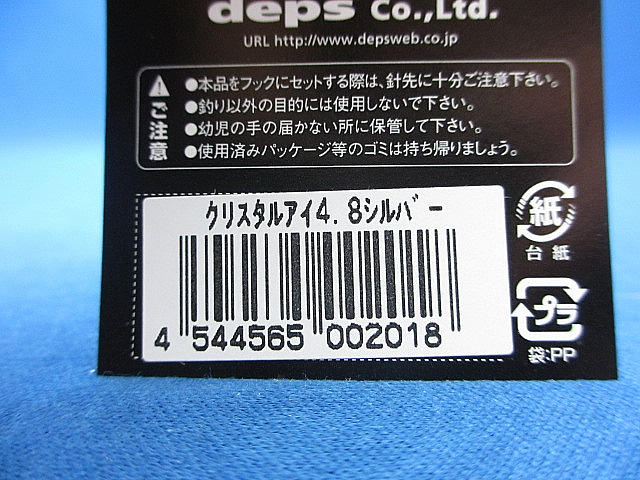 deps Co.,Ltd.
URL http://www.depsweb.co.jp
ご注意
●本品をフックにセットする際は、針先に十分ご注意下さい。
●釣り以外の目的には使用しないで下さい。
●幼児の手の届かない所に保管して下さい。
●使用済みパッケージ等のゴミは持ち帰りましょう。
クリスタルアイ4.8シルバー
4 544565 002018
紙
台 紙
プラ
袋:PP